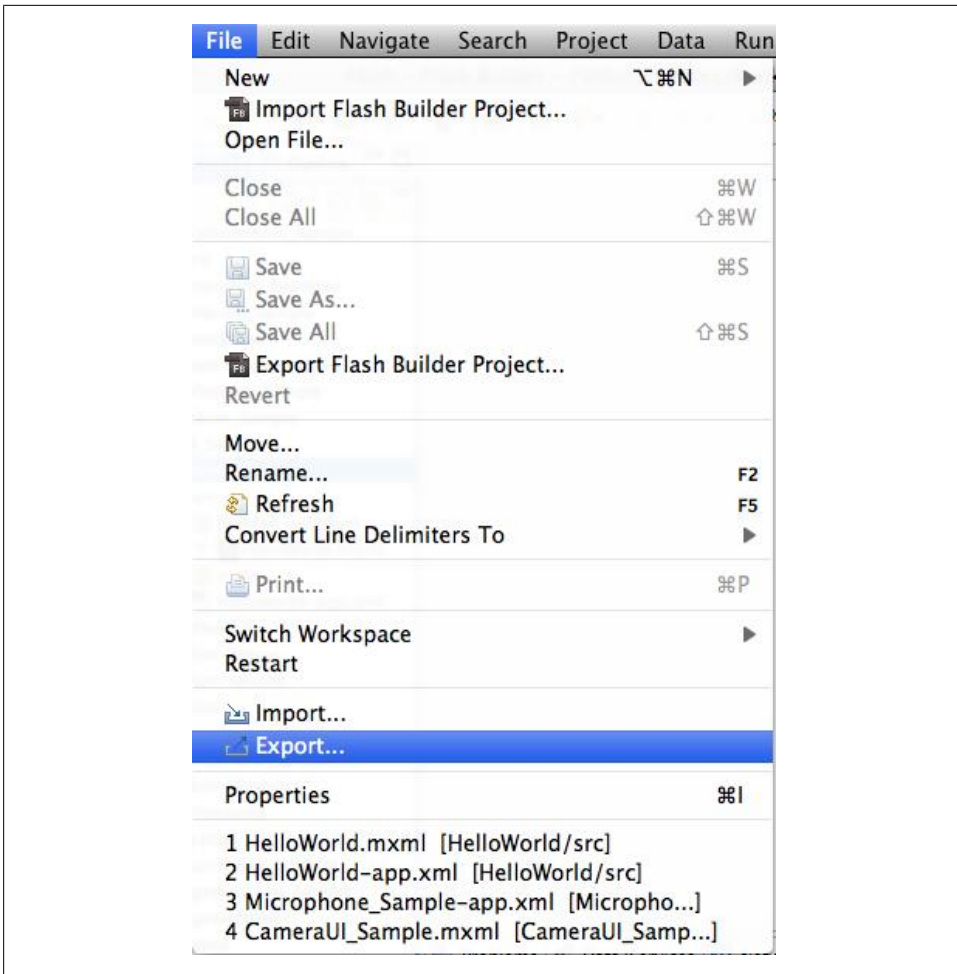 File Edit Navigate Search Project Data Run
New ⌥⌘N ▶
Import Flash Builder Project...
Open File...
Close ⌘W
Close All ⇧⌘W
Save ⌘S
Save As...
Save All ⇧⌘S
Export Flash Builder Project...
Revert
Move...
Rename... F2
Refresh F5
Convert Line Delimiters To ▶
Print... ⌘P
Switch Workspace ▶
Restart
Import...
Export...
Properties ⌘I
1 HelloWorld.mxml [HelloWorld/src]
2 HelloWorld-app.xml [HelloWorld/src]
3 Microphone_Sample-app.xml [Micropho...]
4 CameraUI_Sample.mxml [CameraUI_Samp...]